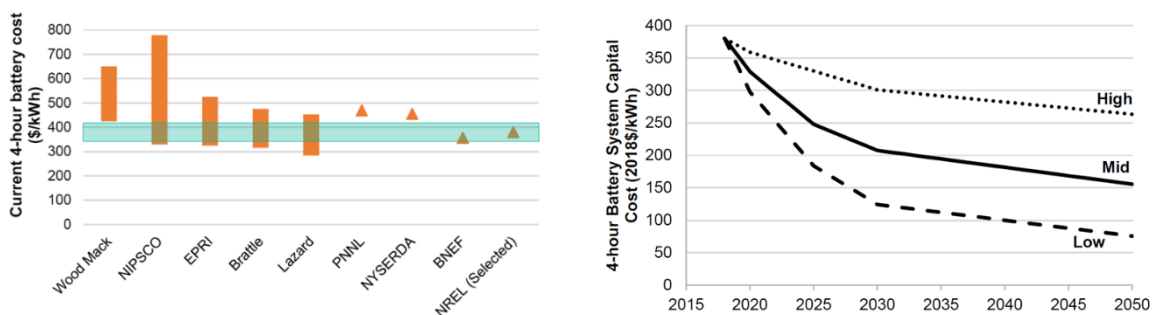 Current 4-hour battery cost
($/kWh)
800
700
600
500
400
300
200
100
0
Wood Mack
NIPSCO
EPRI
Brattle
Lazard
PNNL
NYSERDA
BNEF
NREL (Selected)
4-hour Battery System Capital
Cost (2018$/kWh)
400
350
300
250
200
150
100
50
0
High
Mid
Low
2015
2020
2025
2030
2035
2040
2045
2050